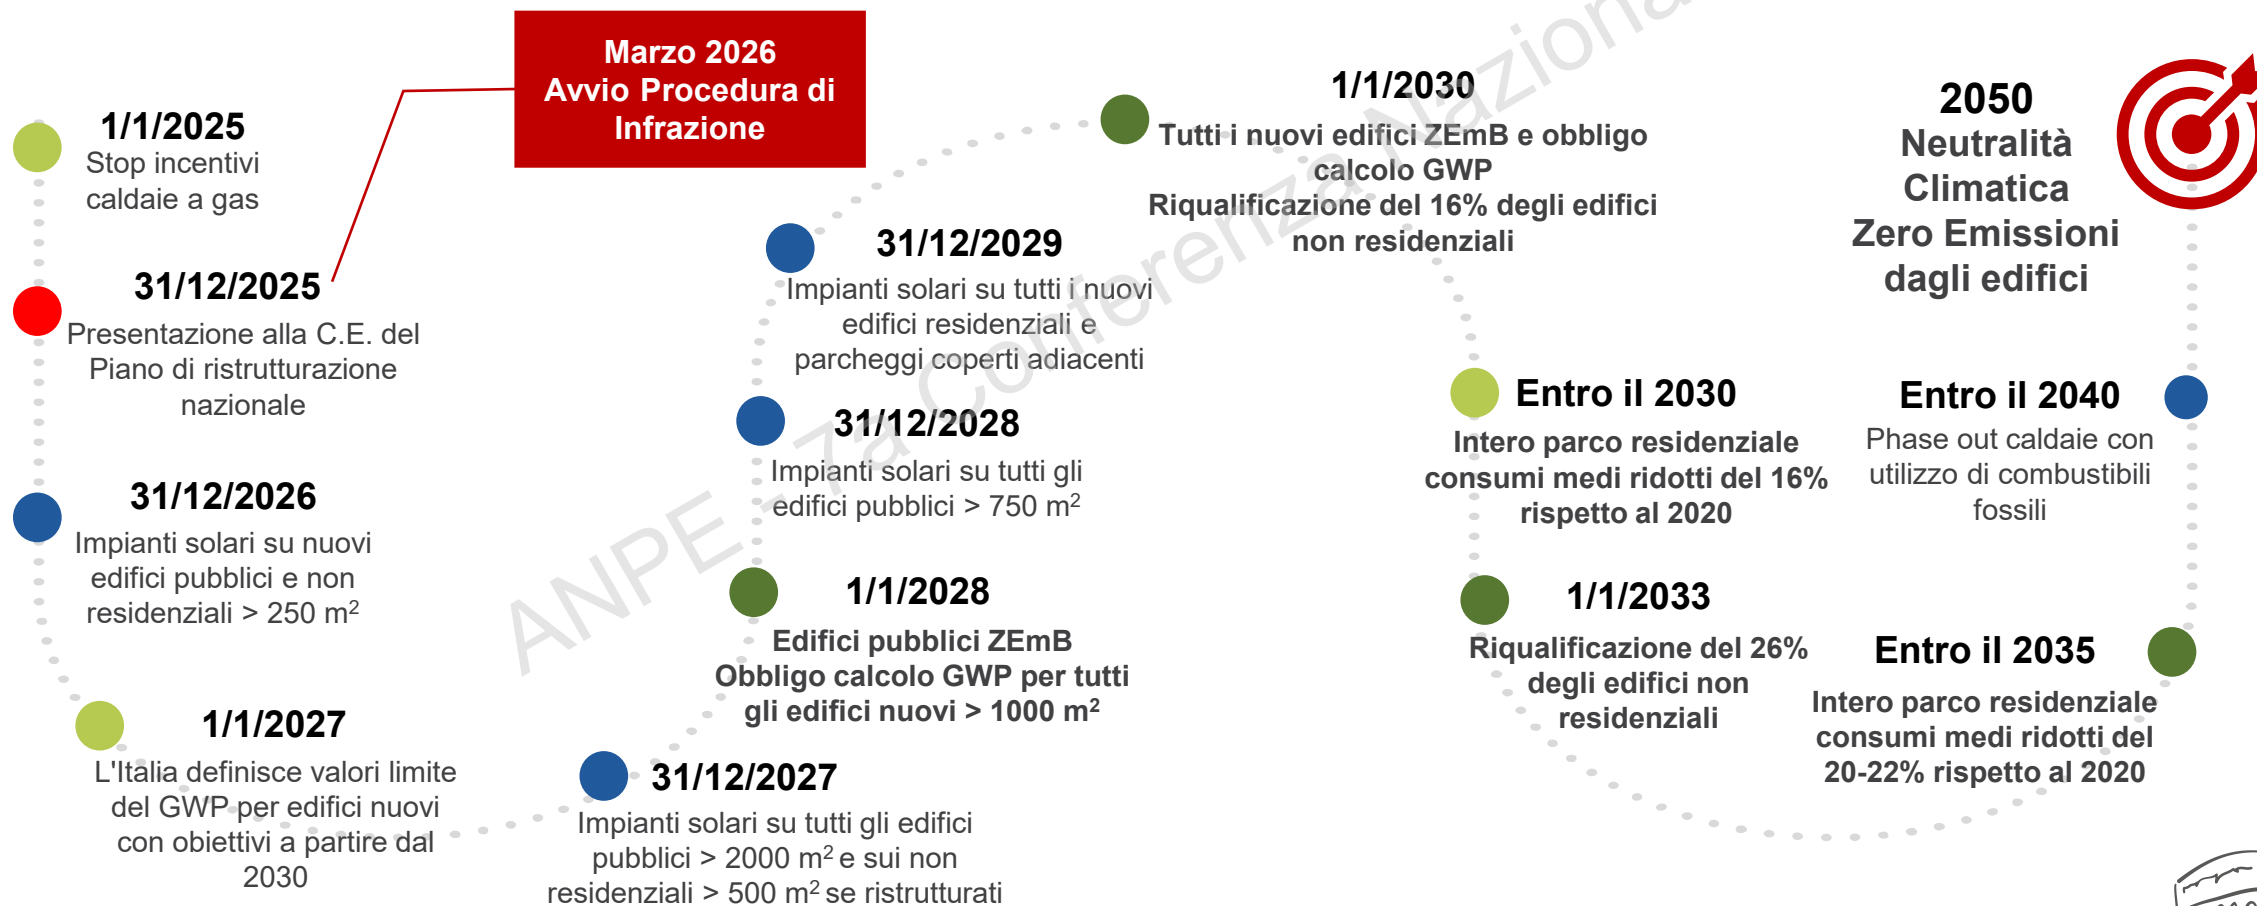 Marzo 2026
Avvio Procedura di
Infrazione
1/1/2025
Stop incentivi
caldaie a gas
31/12/2025
Presentazione alla C.E. del
Piano di ristrutturazione
nazionale
31/12/2026
Impianti solari su nuovi
edifici pubblici e non
residenziali > 250 m²
1/1/2027
L'Italia definisce valori limite
del GWP per edifici nuovi
con obiettivi a partire dal
2030
31/12/2027
Impianti solari su tutti gli edifici
pubblici > 2000 m² e sui non
residenziali > 500 m² se ristrutturati
1/1/2028
Edifici pubblici ZEmB
Obbligo calcolo GWP per tutti
gli edifici nuovi > 1000 m²
31/12/2028
Impianti solari su tutti gli
edifici pubblici > 750 m²
31/12/2029
Impianti solari su tutti i nuovi
edifici residenziali e
parcheggi coperti adiacenti
1/1/2030
Tutti i nuovi edifici ZEmB e obbligo
calcolo GWP
Riqualificazione del 16% degli edifici
non residenziali
Entro il 2030
Intero parco residenziale
consumi medi ridotti del 16%
rispetto al 2020
1/1/2033
Riqualificazione del 26%
degli edifici non
residenziali
Entro il 2035
Intero parco residenziale
consumi medi ridotti del
20-22% rispetto al 2020
Entro il 2040
Phase out caldaie con
utilizzo di combustibili
fossili
2050
Neutralità
Climatica
Zero Emissioni
dagli edifici
ANPE - 7a Conferenza